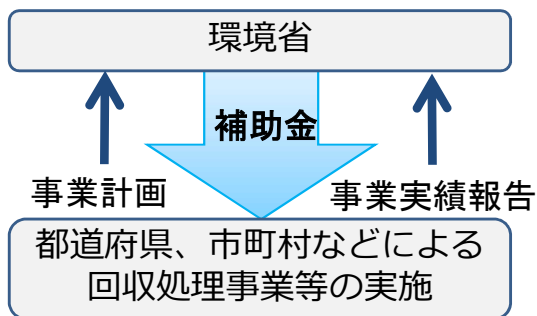 環境省
補助金
事業計画
事業実績報告
都道府県、市町村などによる
回収処理事業等の実施